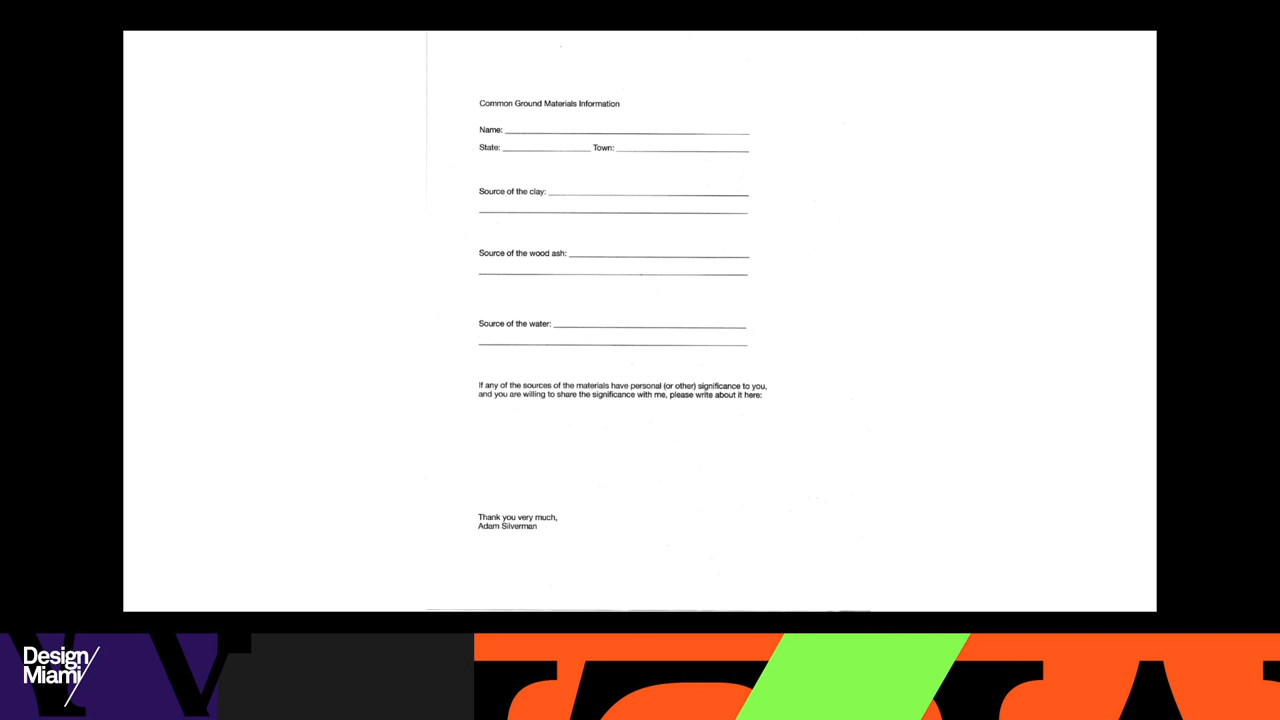 Common Ground Materials Information
Name:
State: Town:
Source of the clay:
Source of the wood ash:
Source of the water:
If any of the sources of the materials have personal (or other) significance to you,
and you are willing to share the significance with me, please write about it here:
Thank you very much,
Adam Silverman
Design
Miami/